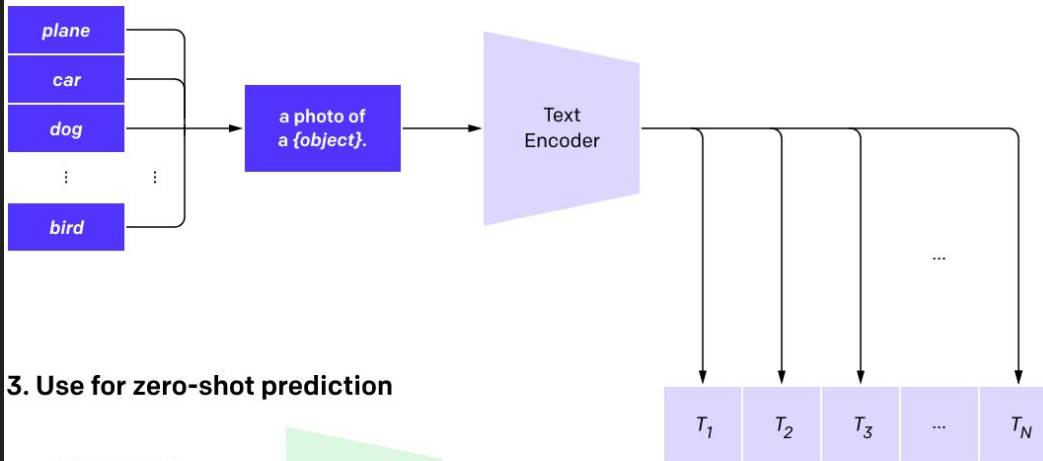 plane
car
dog
⋮ ⋮
bird
a photo of
a {object}.
Text
Encoder
...
3. Use for zero-shot prediction
T1 T2 T3 ... TN